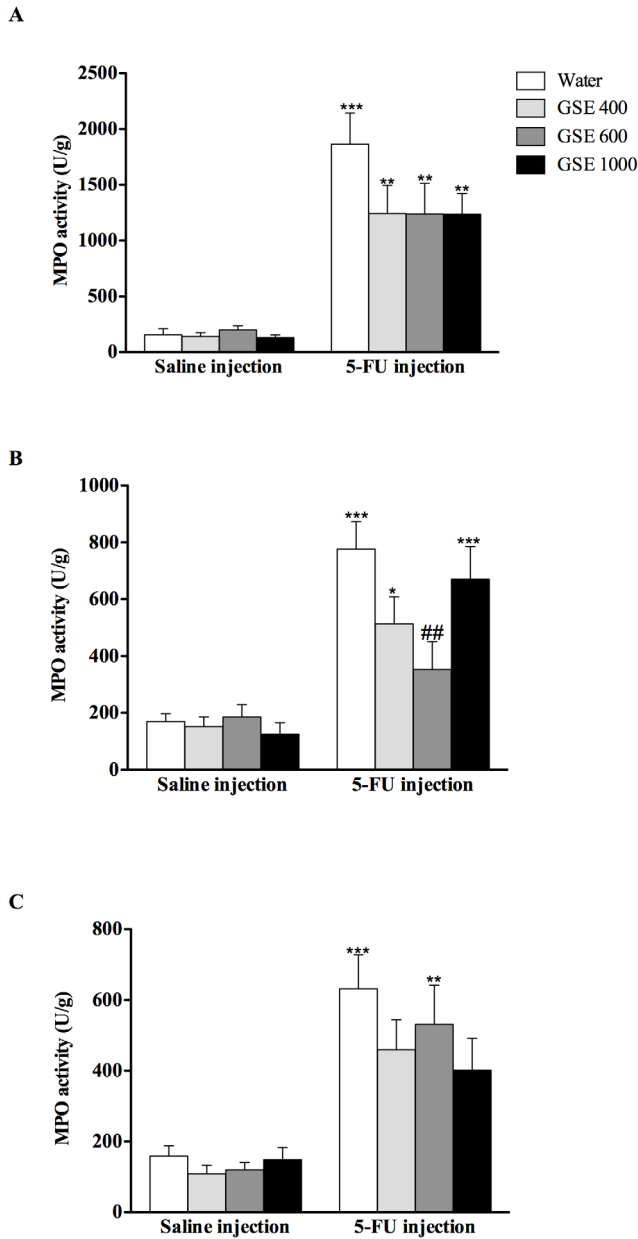 A
MPO activity (U/g)
2500
2000
1500
1000
500
0
***
**
**
**
Saline injection
5-FU injection
Water
GSE 400
GSE 600
GSE 1000
B
MPO activity (U/g)
1000
800
600
400
200
0
***
*
##
***
Saline injection
5-FU injection
C
MPO activity (U/g)
800
600
400
200
0
***
**
Saline injection
5-FU injection